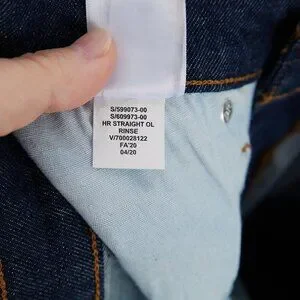 S/599073-00
S/609973-00
HR STRAIGHT OL
RINSE
V/700028122
FA'20
04/20